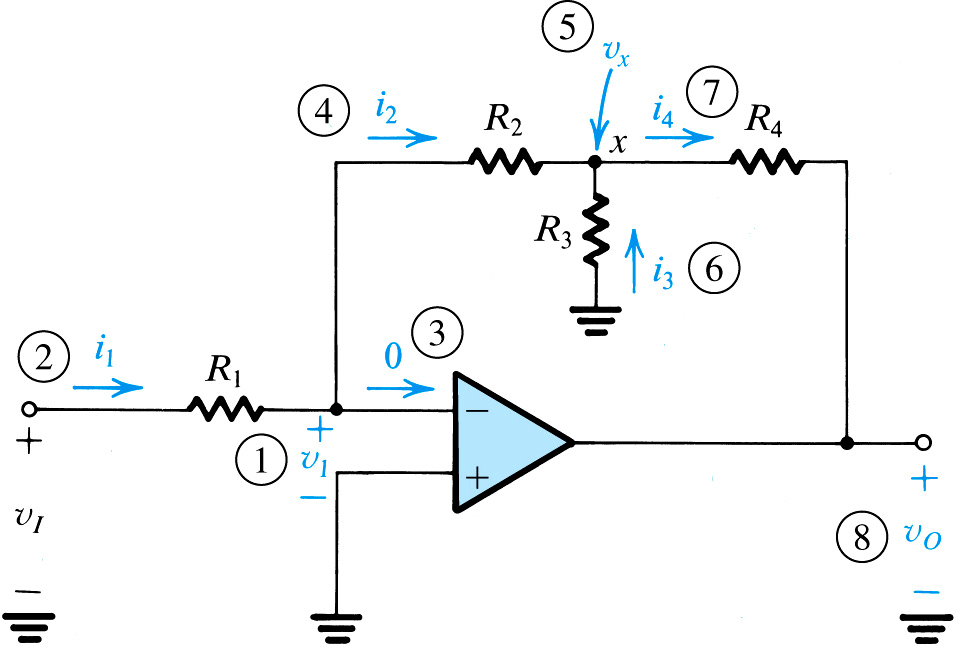 5
v_x
4
i_2
7
i_4
R_2
R_4
x
R_3
i_3
6
2
i_1
R_1
0
3
−
+
+
1
v_1
−
+
v_I
−
+
8
v_O
−